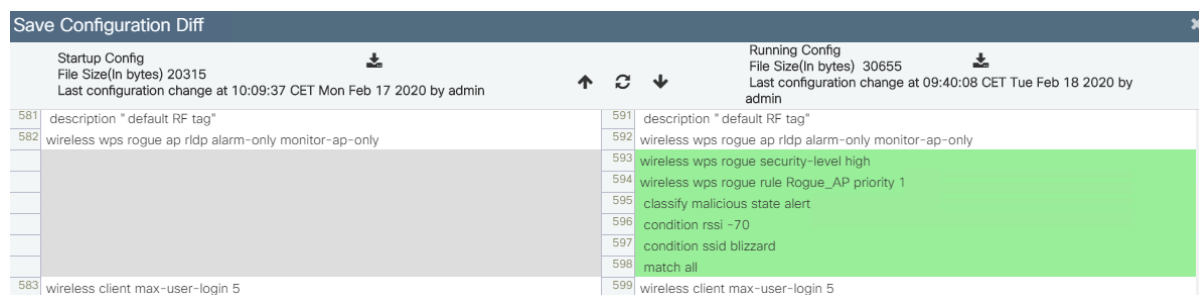 Save Configuration Diff
Startup Config
File Size(In bytes) 20315
Last configuration change at 10:09:37 CET Mon Feb 17 2020 by admin
Running Config
File Size(In bytes) 30655
Last configuration change at 09:40:08 CET Tue Feb 18 2020 by
admin
581 description " default RF tag"
591 description " default RF tag"
582 wireless wps rogue ap rldp alarm-only monitor-ap-only
592 wireless wps rogue ap rldp alarm-only monitor-ap-only
593 wireless wps rogue security-level high
594 wireless wps rogue rule Rogue_AP priority 1
595 classify malicious state alert
596 condition rssi -70
597 condition ssid blizzard
598 match all
583 wireless client max-user-login 5
599 wireless client max-user-login 5